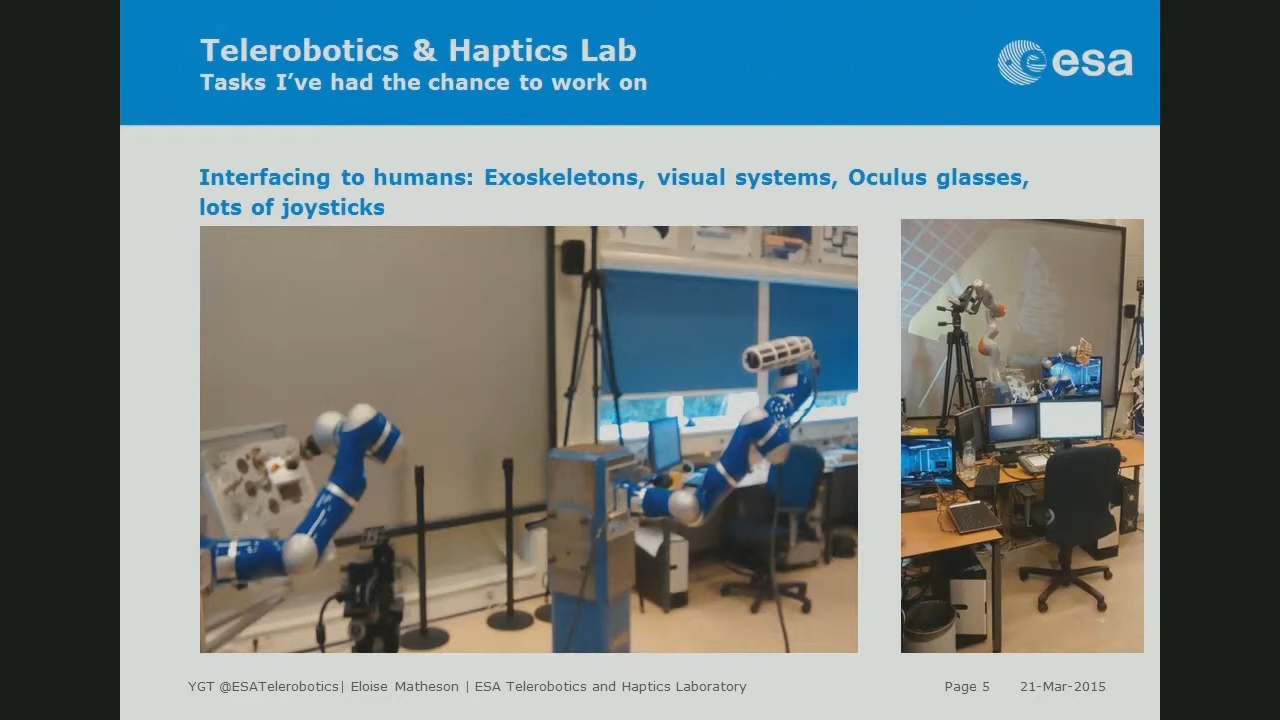 Telerobotics & Haptics Lab
Tasks I've had the chance to work on
esa
Interfacing to humans: Exoskeletons, visual systems, Oculus glasses,
lots of joysticks
YGT @ESATelerobotics| Eloise Matheson | ESA Telerobotics and Haptics Laboratory
Page 5 21-Mar-2015